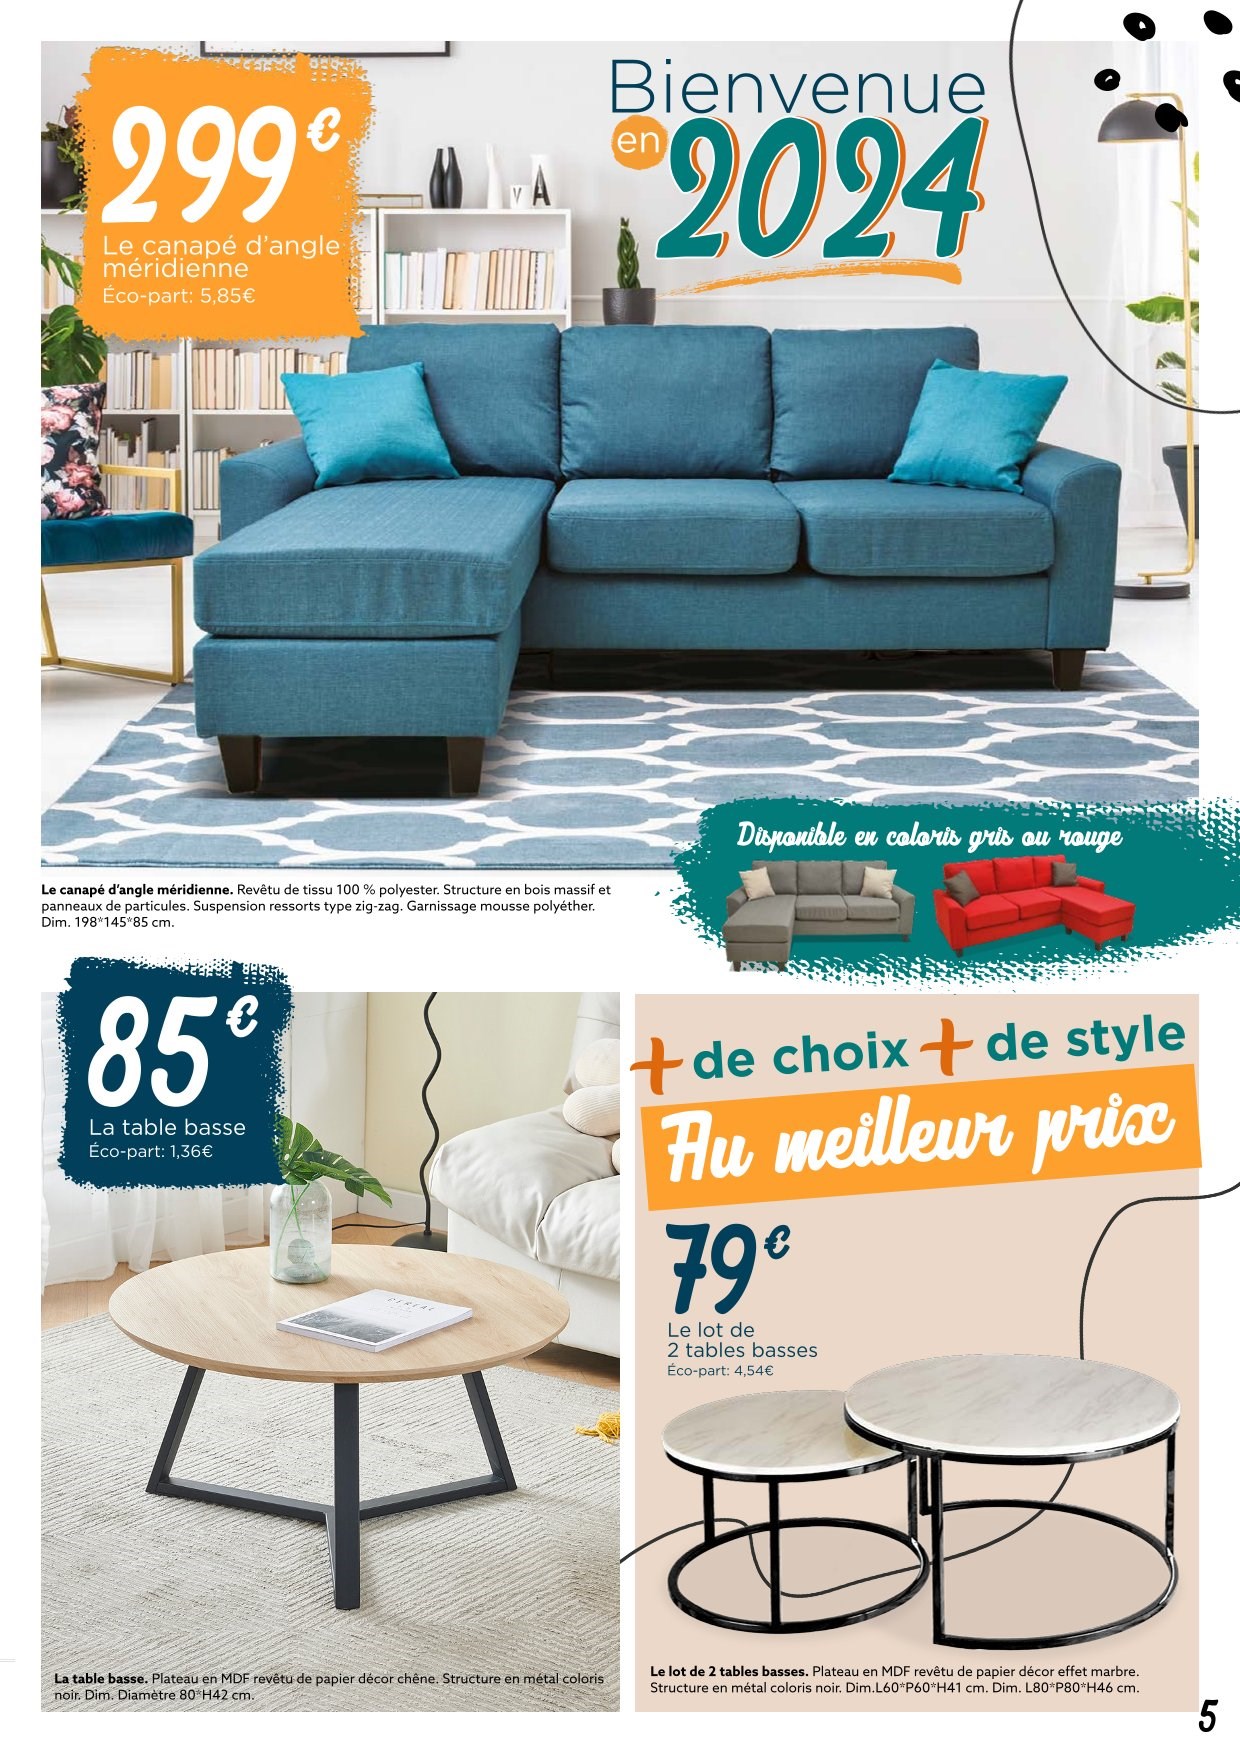 299€
Le canapé d'angle
méridienne
Éco-part: 5,85€
Bienvenue
en
2024
V A
Disponible en coloris gris ou rouge
Le canapé d'angle méridienne. Revêtu de tissu 100 % polyester. Structure en bois massif et
panneaux de particules. Suspension ressorts type zig-zag. Garnissage mousse polyéther.
Dim. 198*145*85 cm.
85€
La table basse
Éco-part: 1,36€
CEREAL
La table basse. Plateau en MDF revêtu de papier décor chêne. Structure en métal coloris
noir. Dim. Diamètre 80*H42 cm.
+ de choix + de style
Au meilleur prix
79€
Le lot de
2 tables basses
Éco-part: 4,54€
Le lot de 2 tables basses. Plateau en MDF revêtu de papier décor effet marbre.
Structure en métal coloris noir. Dim.L60*P60*H41 cm. Dim. L80*P80*H46 cm.
5